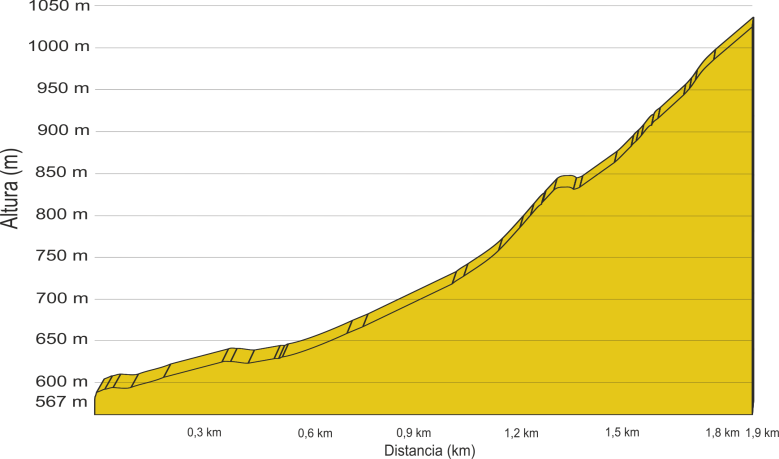 1050 m
1000 m
950 m
900 m
850 m
800 m
750 m
700 m
650 m
600 m
567 m
Altura (m)
0,3 km 0,6 km 0,9 km 1,2 km 1,5 km 1,8 km 1,9 km
Distancia (km)